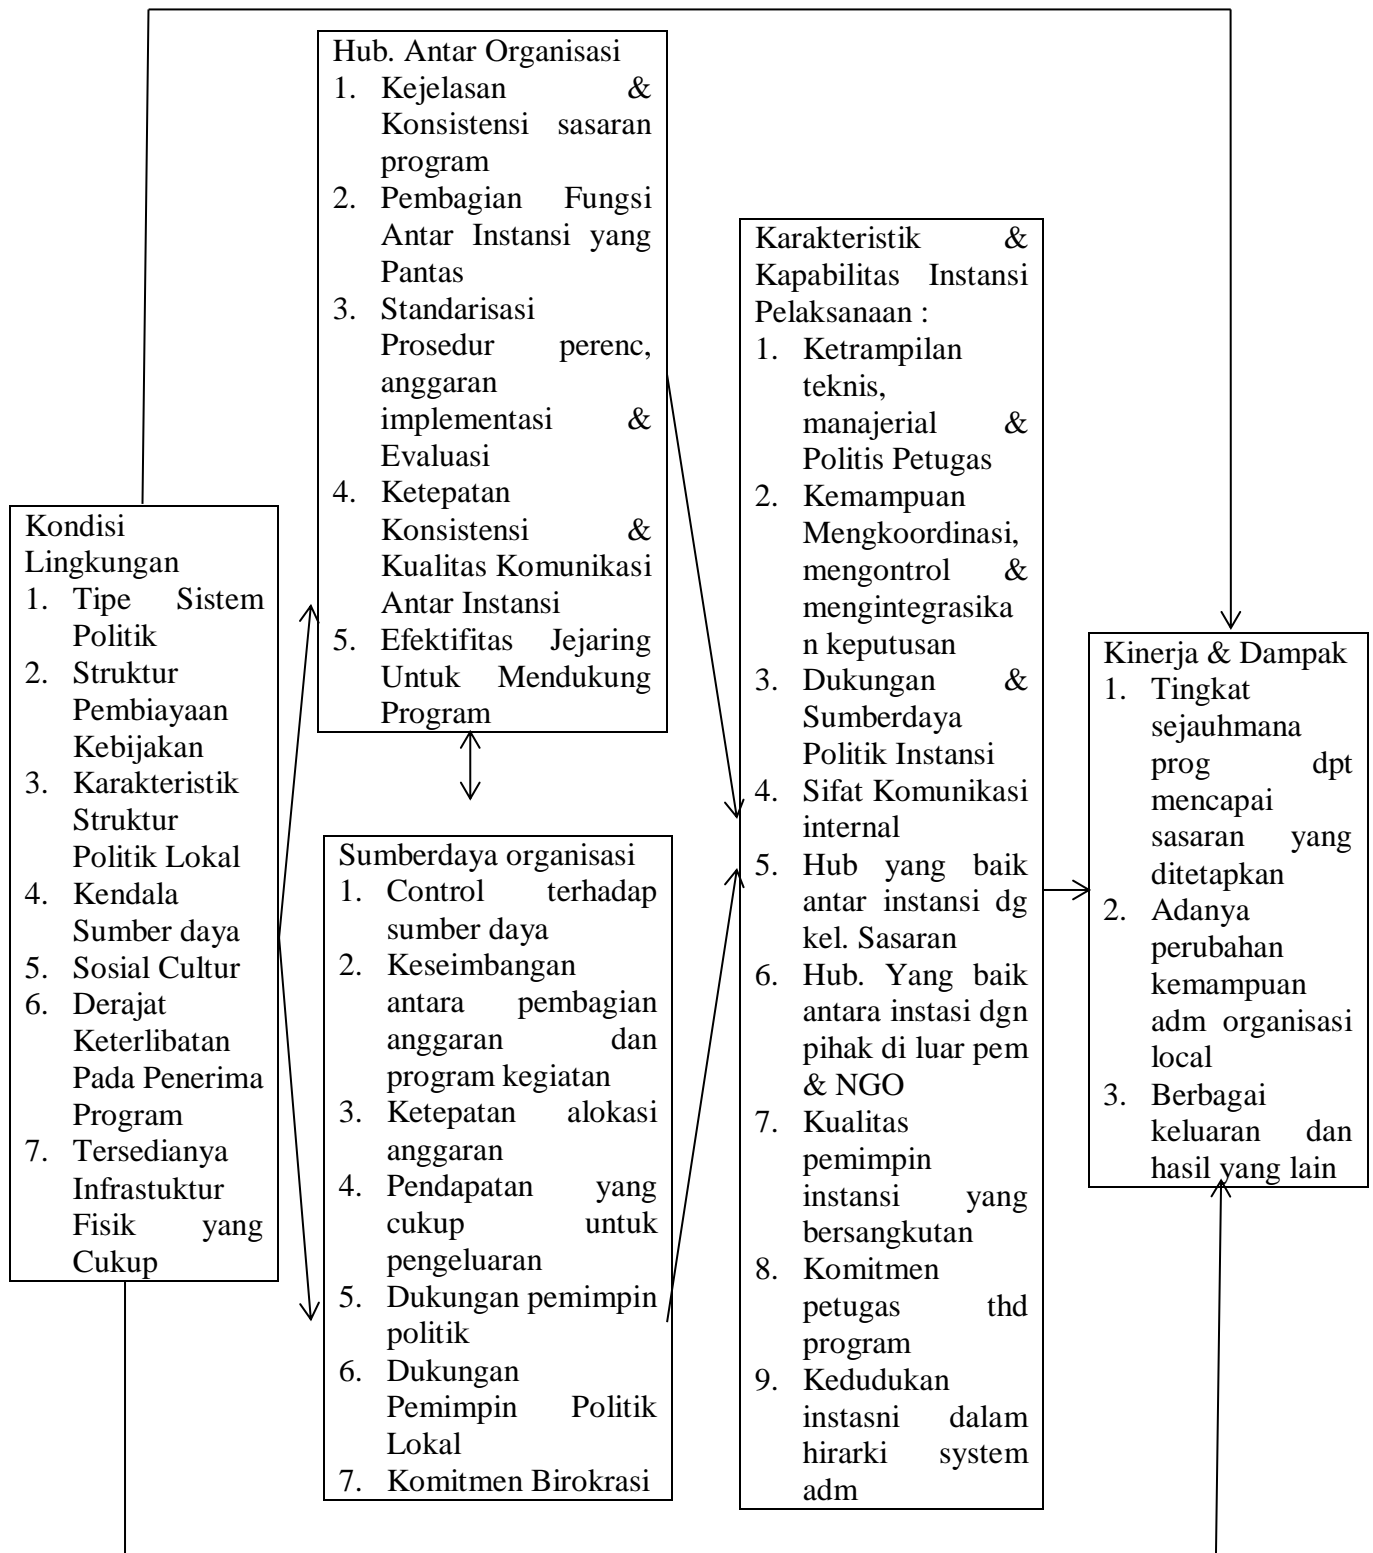 Hub. Antar Organisasi
1. Kejelasan &
Konsistensi sasaran
program
2. Pembagian Fungsi
Antar Instansi yang
Pantas
3. Standarisasi
Prosedur perenc,
anggaran
implementasi &
Evaluasi
4. Ketepatan
Konsistensi &
Kualitas Komunikasi
Antar Instansi
5. Efektifitas Jejaring
Untuk Mendukung
Program
Kondisi
Lingkungan
1. Tipe Sistem
Politik
2. Struktur
Pembiayaan
Kebijakan
3. Karakteristik
Struktur
Politik Lokal
4. Kendala
Sumber daya
5. Sosial Cultur
6. Derajat
Keterlibatan
Pada Penerima
Program
7. Tersedianya
Infrastuktur
Fisik yang
Cukup
Sumberdaya organisasi
1. Control terhadap
sumber daya
2. Keseimbangan
antara pembagian
anggaran dan
program kegiatan
3. Ketepatan alokasi
anggaran
4. Pendapatan yang
cukup untuk
pengeluaran
5. Dukungan pemimpin
politik
6. Dukungan
Pemimpin Politik
Lokal
7. Komitmen Birokrasi
Karakteristik &
Kapabilitas Instansi
Pelaksanaan :
1. Ketrampilan
teknis,
manajerial &
Politis Petugas
2. Kemampuan
Mengkoordinasi,
mengontrol &
mengintegrasika
n keputusan
3. Dukungan &
Sumberdaya
Politik Instansi
4. Sifat Komunikasi
internal
5. Hub yang baik
antar instansi dg
kel. Sasaran
6. Hub. Yang baik
antara instasi dgn
pihak di luar pem
& NGO
7. Kualitas
pemimpin
instansi yang
bersangkutan
8. Komitmen
petugas thd
program
9. Kedudukan
instasni dalam
hirarki system
adm
Kinerja & Dampak
1. Tingkat
sejauhmana
prog dpt
mencapai
sasaran yang
ditetapkan
2. Adanya
perubahan
kemampuan
adm organisasi
local
3. Berbagai
keluaran dan
hasil yang lain